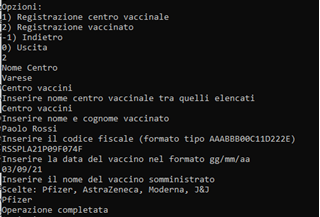 Opzioni:
1) Registrazione centro vaccinale
2) Registrazione vaccinato
-1) Indietro
0) Uscita
2
Nome Centro
Varese
Centro vaccini
Inserire nome centro vaccinale tra quelli elencati
Centro vaccini
Inserire nome e cognome vaccinato
Paolo Rossi
Inserire il codice fiscale (formato tipo AAABBB00C11D222E)
RSSPLA21P09F074F
Inserire la data del vaccino nel formato gg/mm/aa
03/09/21
Inserire il nome del vaccino somministrato
Scelte: Pfizer, AstraZeneca, Moderna, J&J
Pfizer
Operazione completata